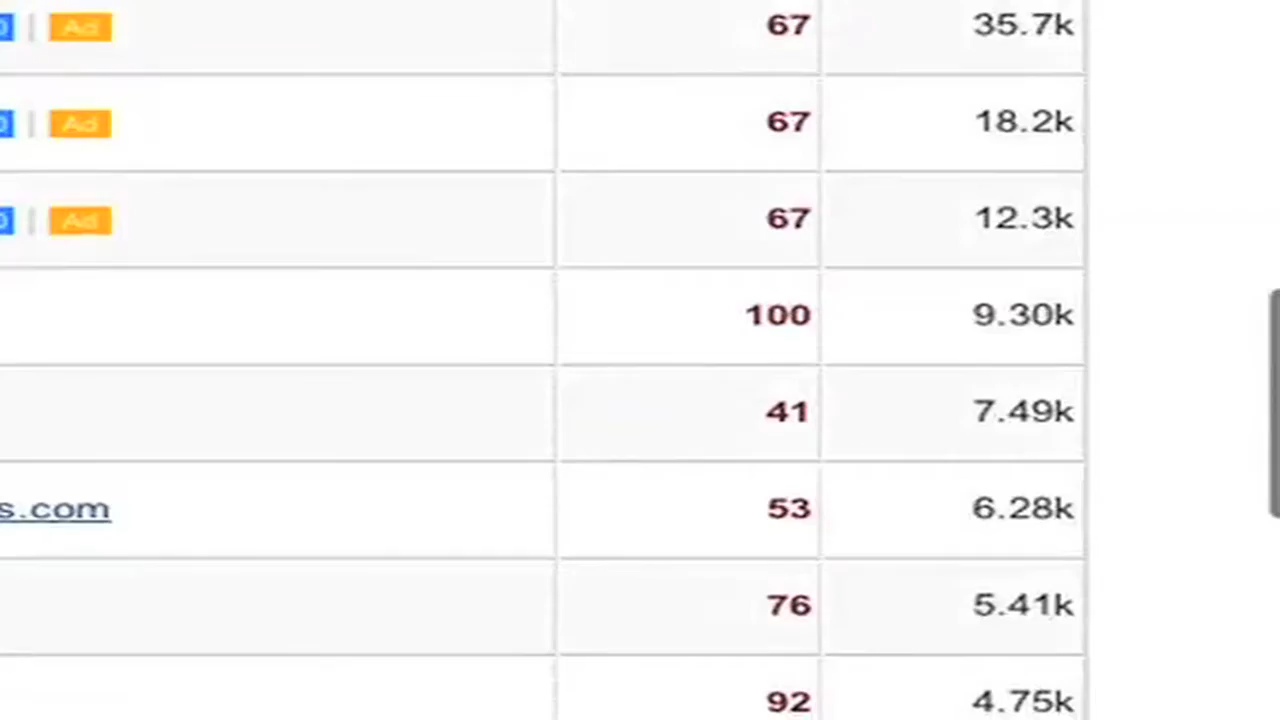 Ad 67 35.7k
Ad 67 18.2k
Ad 67 12.3k
100 9.30k
41 7.49k
s.com 53 6.28k
76 5.41k
92 4.75k